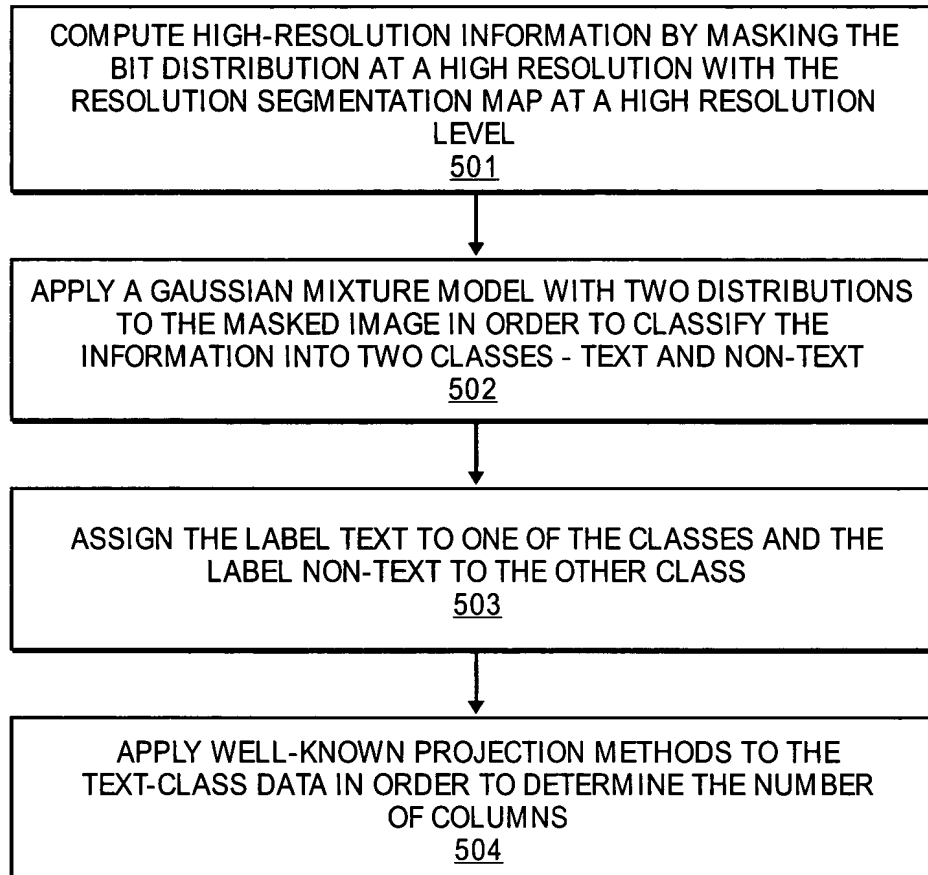 COMPUTE HIGH-RESOLUTION INFORMATION BY MASKING THE
BIT DISTRIBUTION AT A HIGH RESOLUTION WITH THE
RESOLUTION SEGMENTATION MAP AT A HIGH RESOLUTION
LEVEL
501
APPLY A GAUSSIAN MIXTURE MODEL WITH TWO DISTRIBUTIONS
TO THE MASKED IMAGE IN ORDER TO CLASSIFY THE
INFORMATION INTO TWO CLASSES - TEXT AND NON-TEXT
502
ASSIGN THE LABEL TEXT TO ONE OF THE CLASSES AND THE
LABEL NON-TEXT TO THE OTHER CLASS
503
APPLY WELL-KNOWN PROJECTION METHODS TO THE
TEXT-CLASS DATA IN ORDER TO DETERMINE THE NUMBER
OF COLUMNS
504